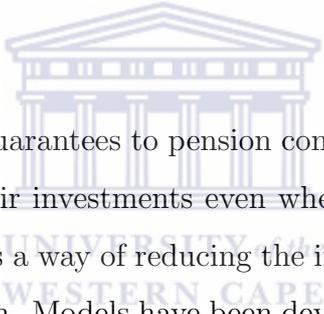 uarantees to pension con
ir investments even whe
UNIVERSITY of the
s a way of reducing the i
WESTERN CAPE
Models have been dev